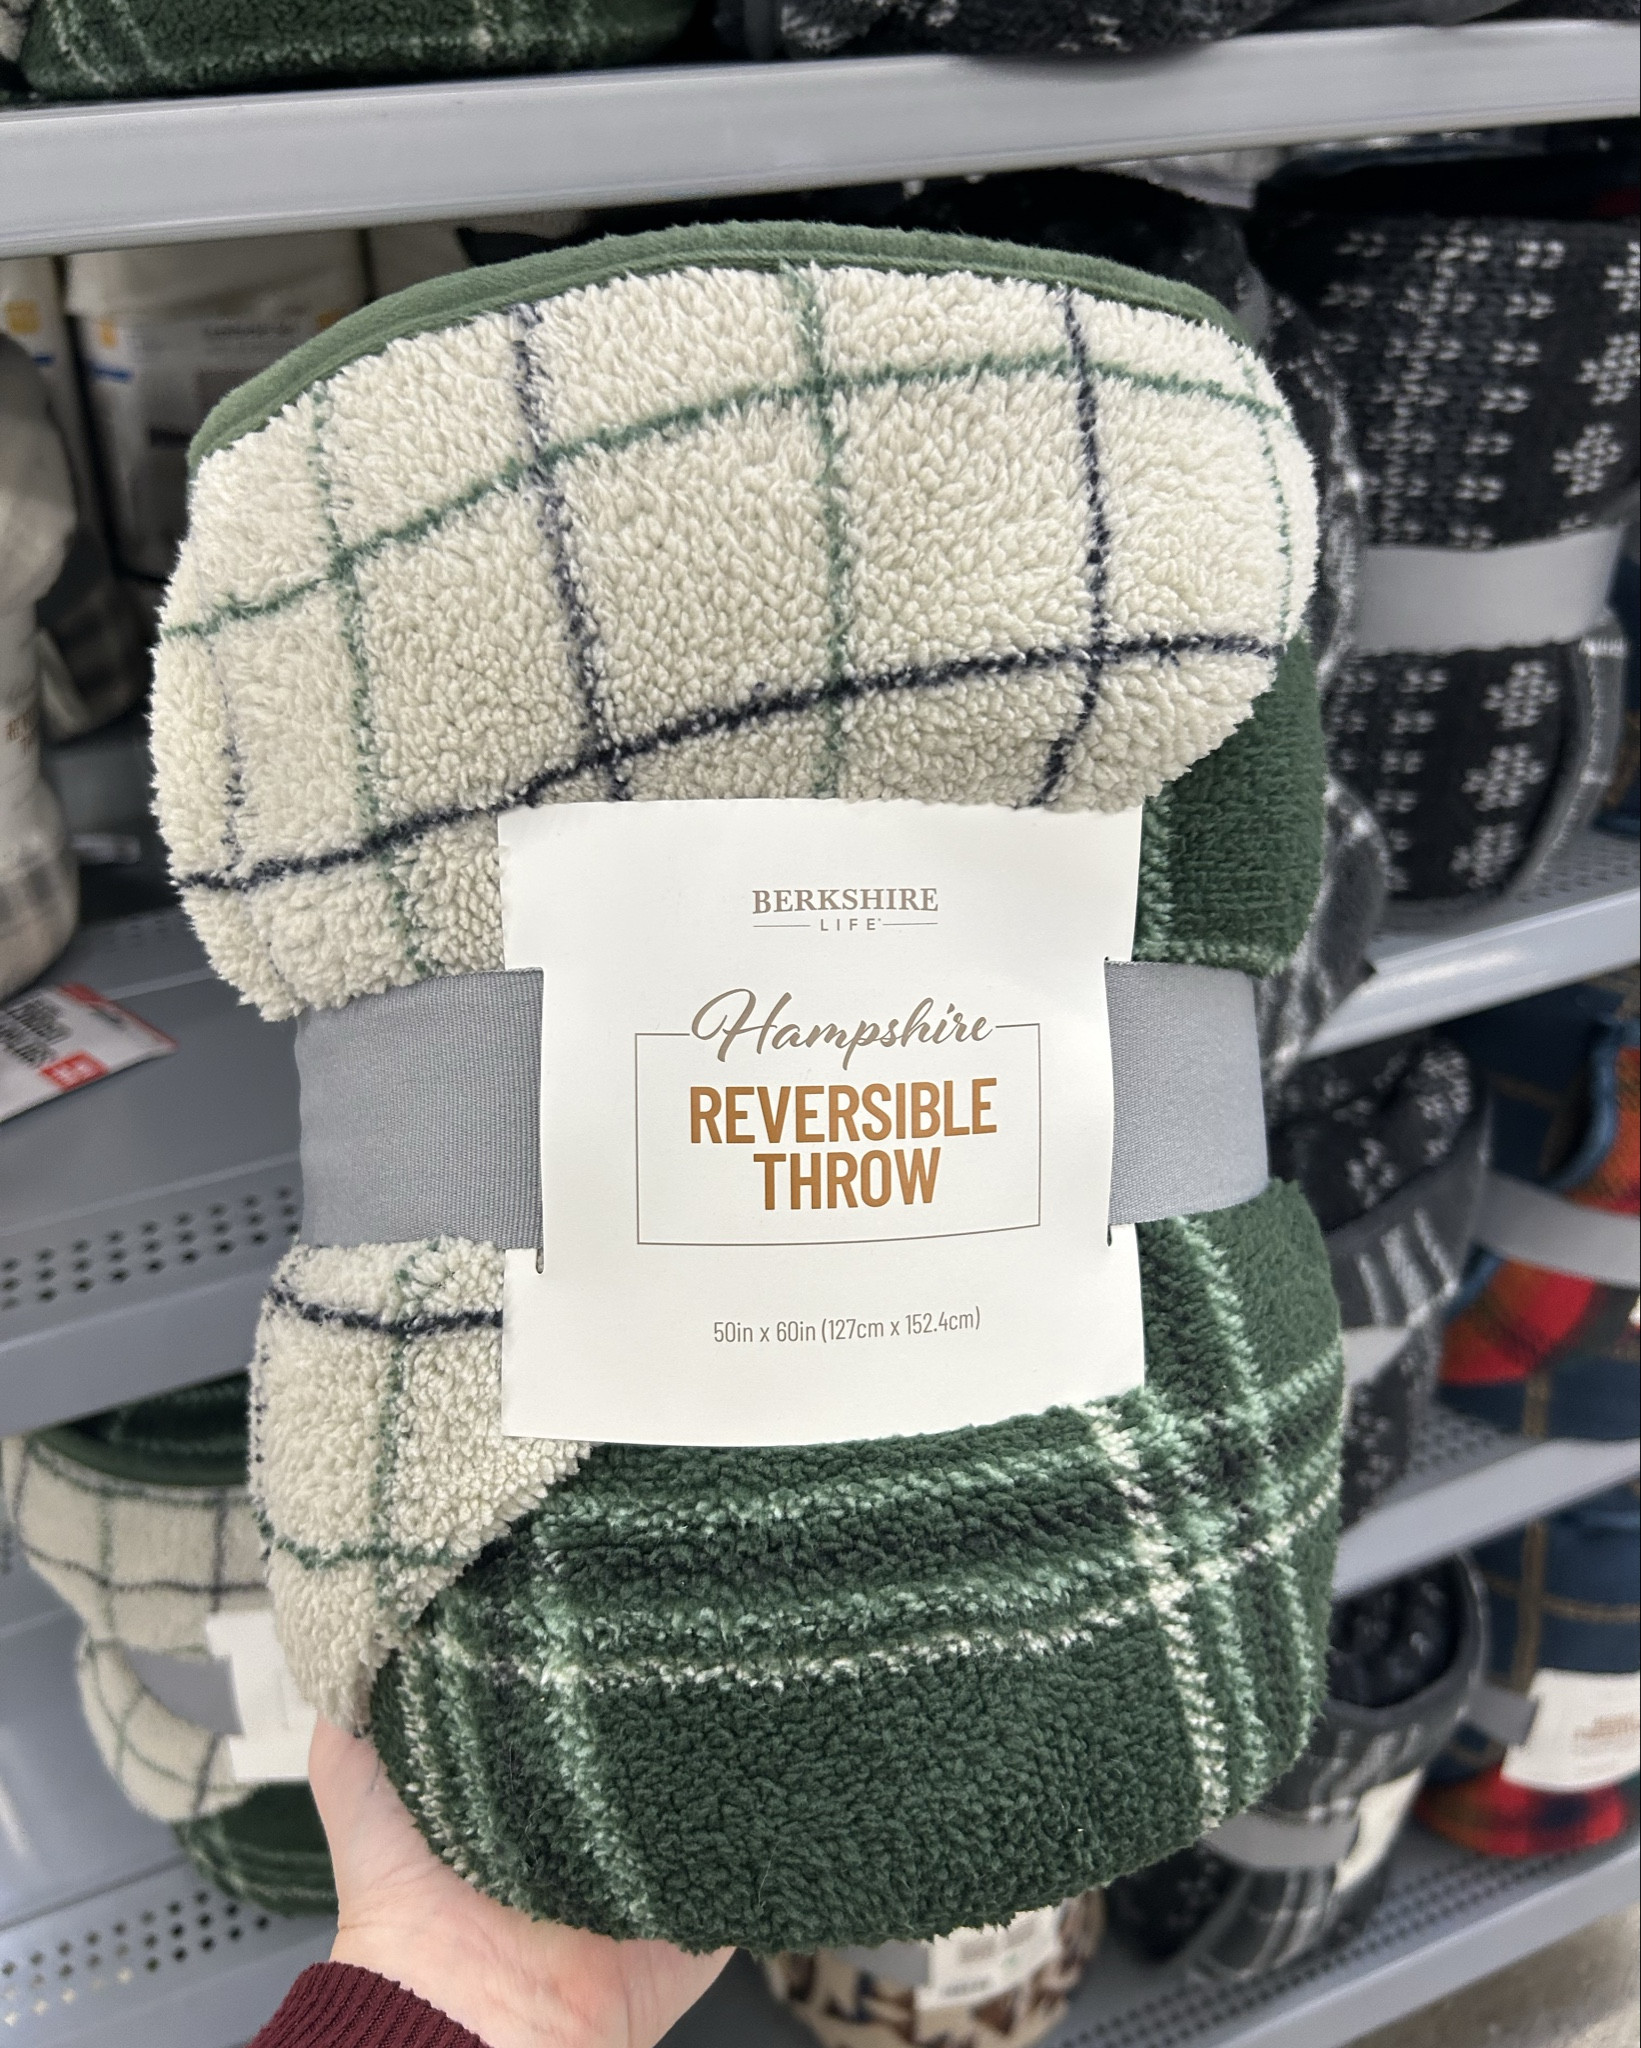 BERKSHIRE
LIFE
Hampshire
REVERSIBLE
THROW
50in x 60in (127cm x 152.4cm)